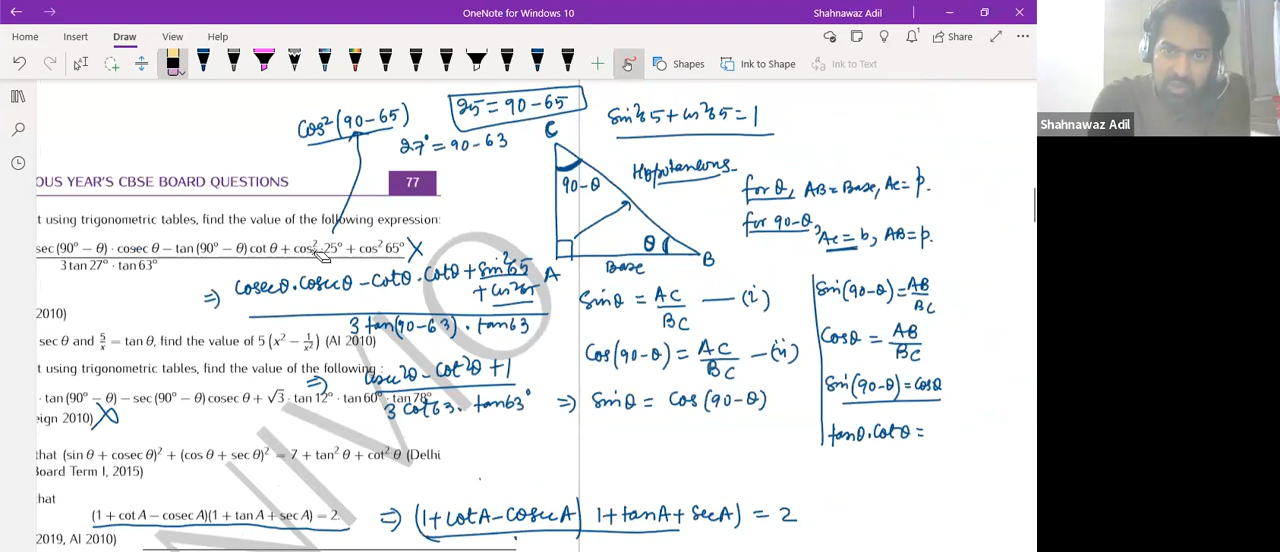 OneNote for Windows 10
Shahnawaz Adil
Home Insert Draw View Help
Share
Shapes
Ink to Shape
Ink to Text
Shahnawaz Adil
cos²(90-65)
25 = 90-65
27° = 90-63
sin²65+cos²65=1
C
90-θ
Hypotaneons
θ
B
Base
A
for θ, AB=Base, Ac=p.
for 90-θ, Ac=b, AB=p.
OUS YEAR'S CBSE BOARD QUESTIONS 77
t using trigonometric tables, find the value of the following expression:
sec (90° − θ) · cosec θ − tan (90° − θ) cot θ + cos² 25° + cos² 65°
3 tan 27° · tan 63°
⇒ cosecθ.cosecθ-cotθ.cotθ+sin²65
+cos²65
3tan(90-63).tan63
2010)
sec θ and 5/x = tan θ, find the value of 5(x² − 1/x²) (AI 2010)
t using trigonometric tables, find the value of the following :
⇒ cosec²θ-cot²θ+1
3 cot63. tan63°
· tan (90° − θ) − sec (90° − θ) cosec θ + √3 · tan 12° · tan 60° · tan 78°
eign 2010)
sinθ = AC/BC — (i)
cos(90-θ) = AC/BC — (ii)
⇒ sinθ = cos(90-θ)
sin(90-θ)=AB/BC
cosθ = AB/BC
sin(90-θ)=cosθ
tanθ.cotθ=
that (sin θ + cosec θ)² + (cos θ + sec θ)² = 7 + tan² θ + cot² θ (Delhi
Board Term I, 2015)
that
(1 + cot A − cosec A)(1 + tan A + sec A) = 2.
2019, AI 2010)
⇒ (1+cotA-cosecA) 1+tanA+secA) = 2